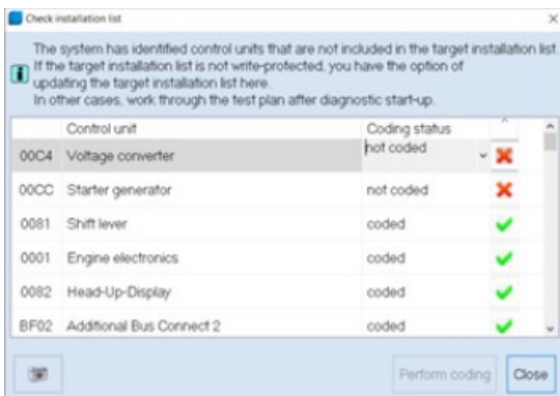 Check installation list
The system has identified control units that are not included in the target installation list.
If the target installation list is not write-protected, you have the option of
updating the target installation list here.
In other cases, work through the test plan after diagnostic start-up.
Control unit Coding status
00C4 Voltage converter not coded
00CC Starter generator not coded
0081 Shift lever coded
0001 Engine electronics coded
0082 Head-Up-Display coded
BF02 Additional Bus Connect 2 coded
Perform coding Close